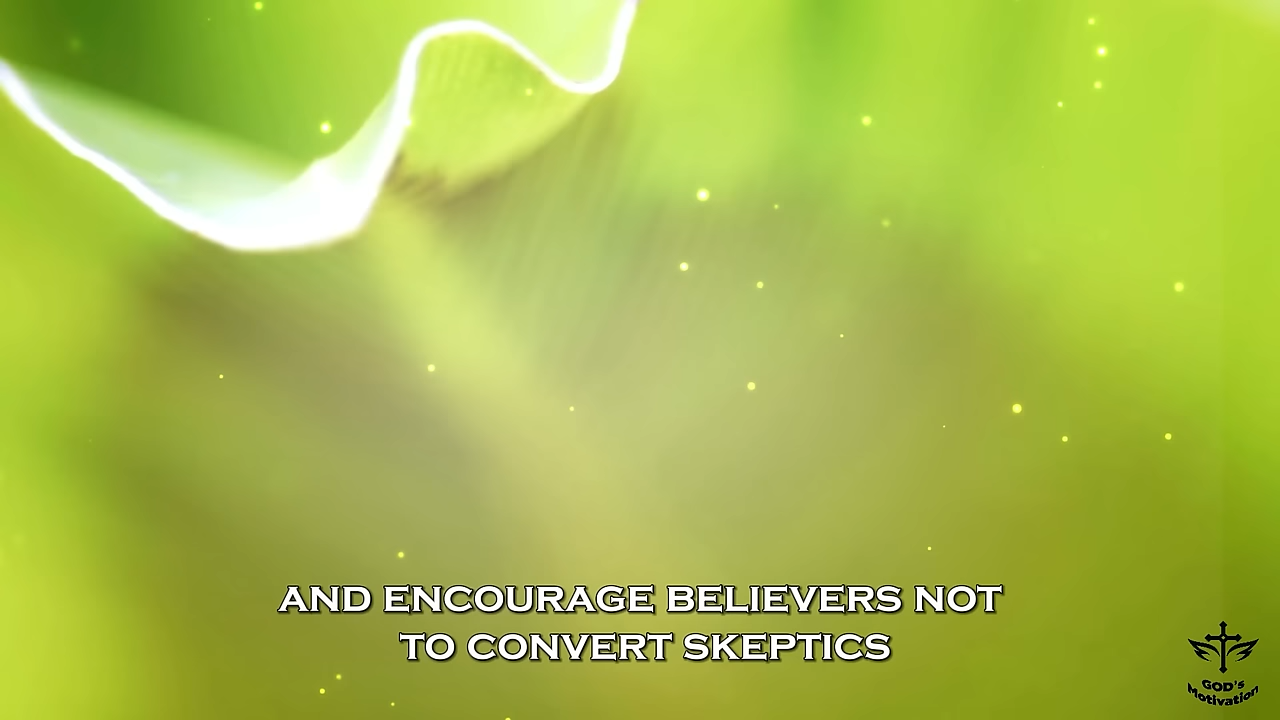 AND ENCOURAGE BELIEVERS NOT
TO CONVERT SKEPTICS
GOD's
Motivation